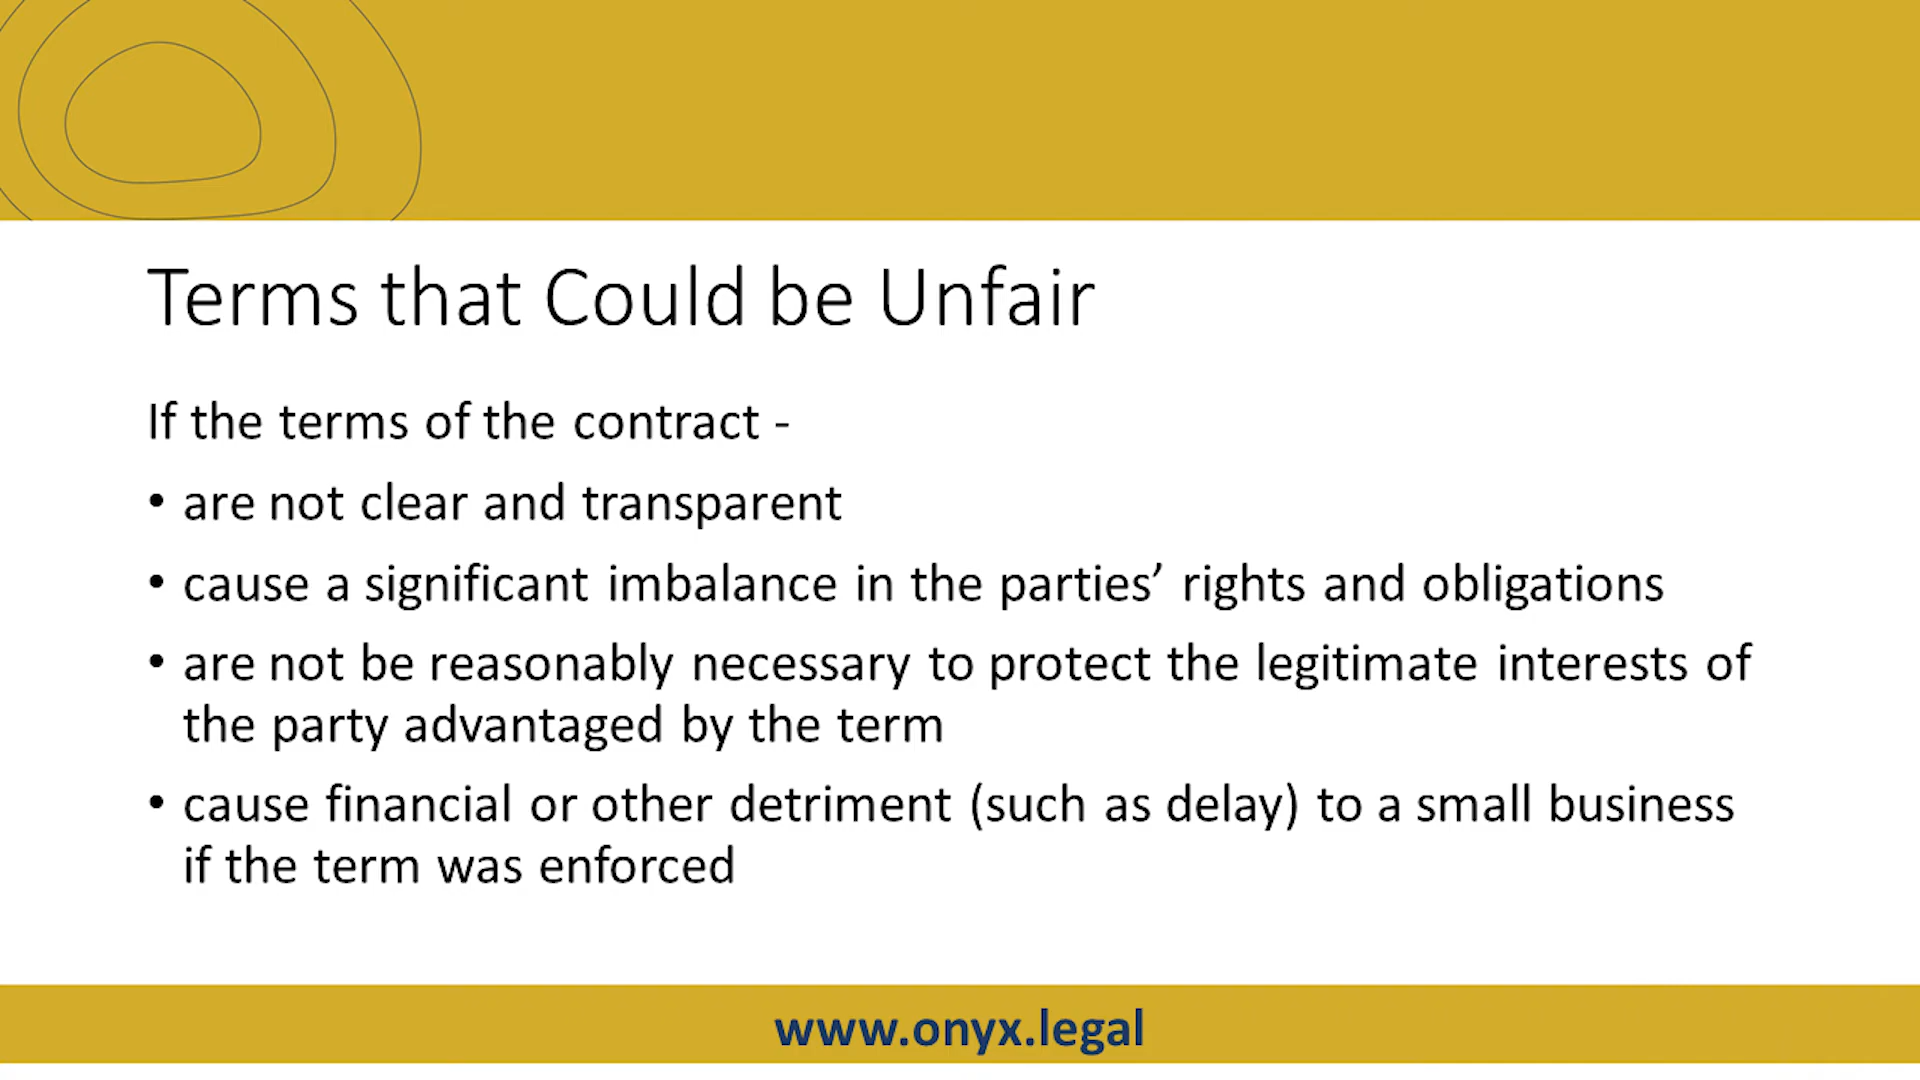 Terms that Could be Unfair
If the terms of the contract -
• are not clear and transparent
• cause a significant imbalance in the parties’ rights and obligations
• are not be reasonably necessary to protect the legitimate interests of
the party advantaged by the term
• cause financial or other detriment (such as delay) to a small business
if the term was enforced
www.onyx.legal